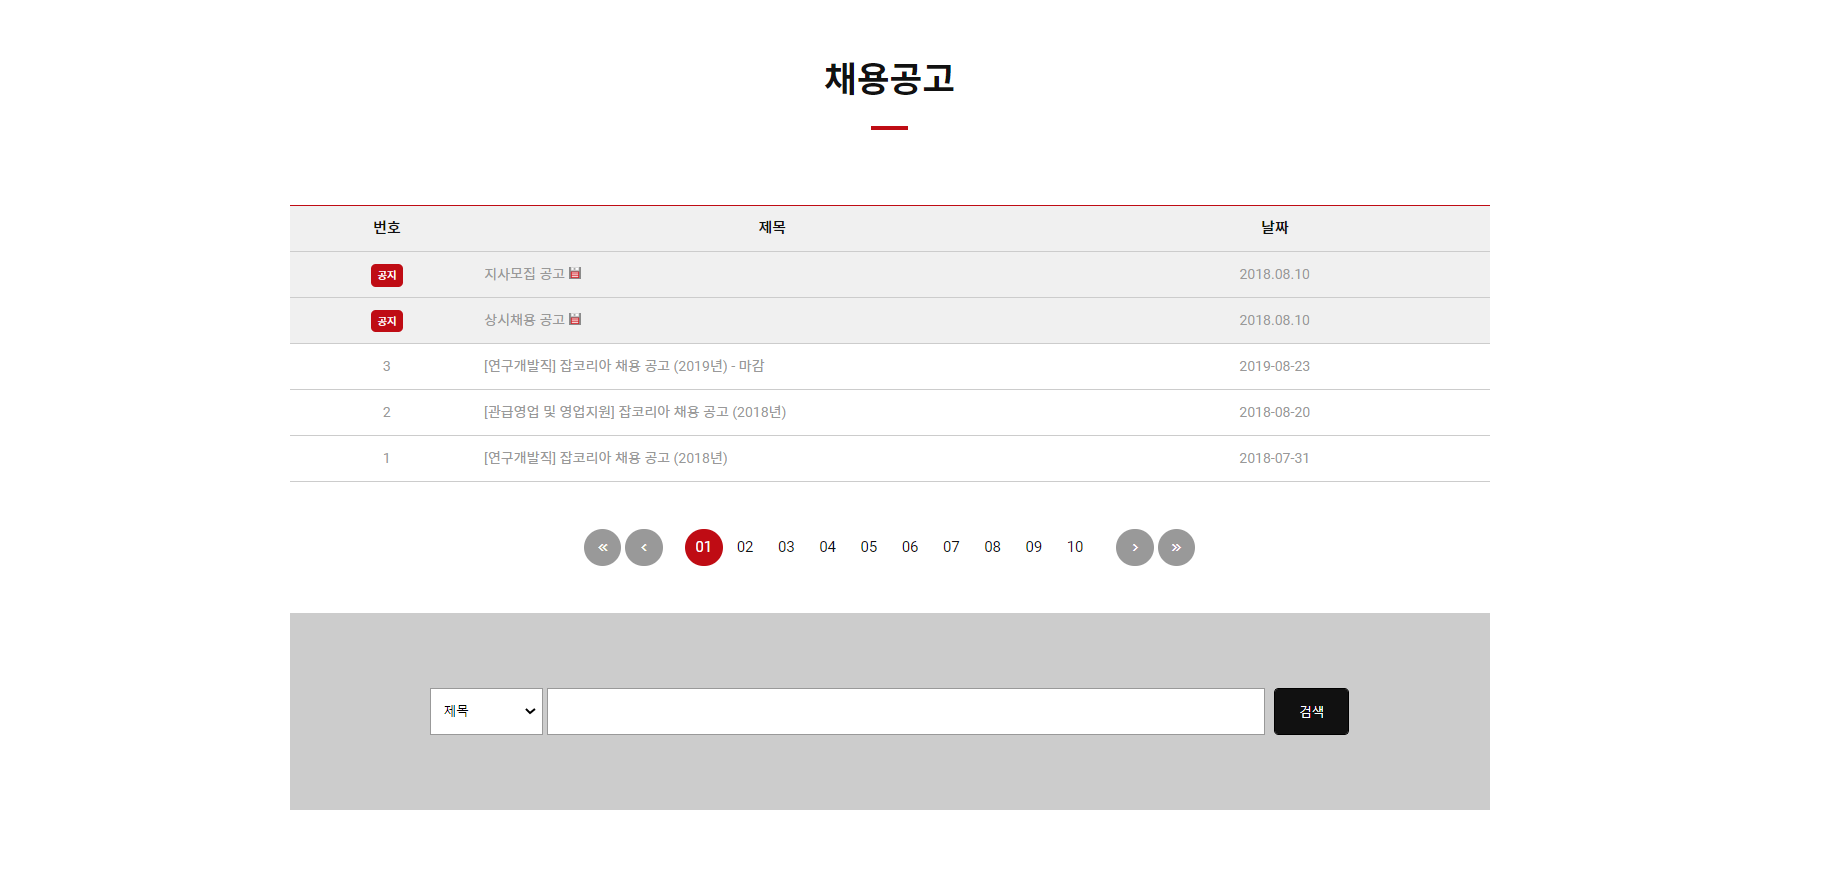 채용공고
번호 제목 날짜
공지 지사모집 공고 2018.08.10
공지 상시채용 공고 2018.08.10
3 [연구개발직] 잡코리아 채용 공고 (2019년) - 마감 2019-08-23
2 [관급영업 및 영업지원] 잡코리아 채용 공고 (2018년) 2018-08-20
1 [연구개발직] 잡코리아 채용 공고 (2018년) 2018-07-31
« ‹ 01 02 03 04 05 06 07 08 09 10 › »
제목 검색